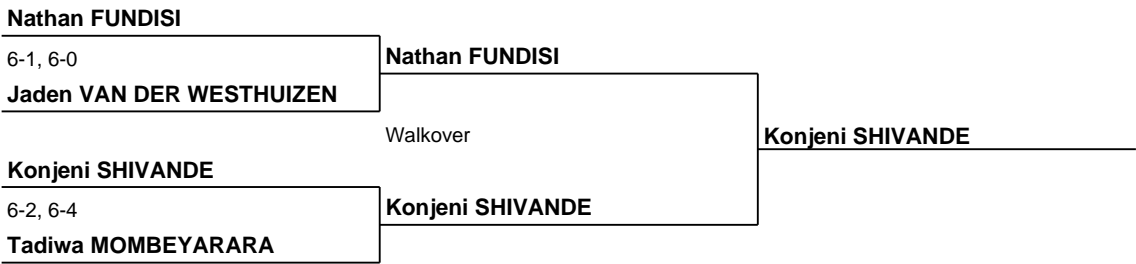 Nathan FUNDISI
6-1, 6-0
Nathan FUNDISI
Jaden VAN DER WESTHUIZEN
Walkover
Konjeni SHIVANDE
Konjeni SHIVANDE
6-2, 6-4
Konjeni SHIVANDE
Tadiwa MOMBEYARARA